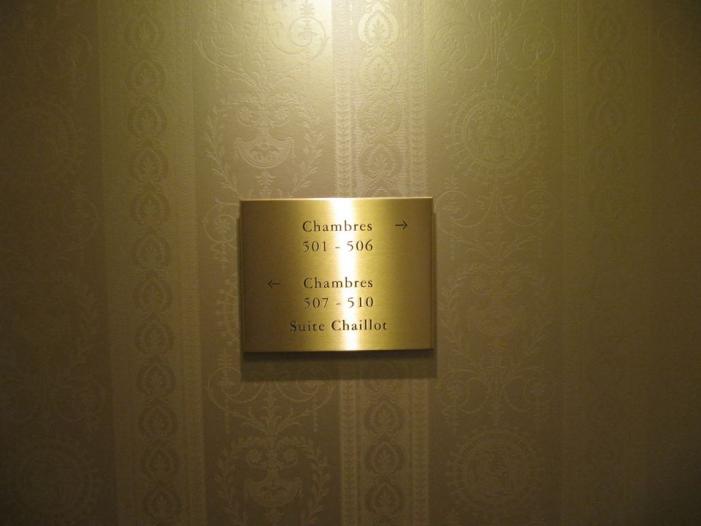 Chambres →
501 - 506
← Chambres
507 - 510
Suite Chaillot